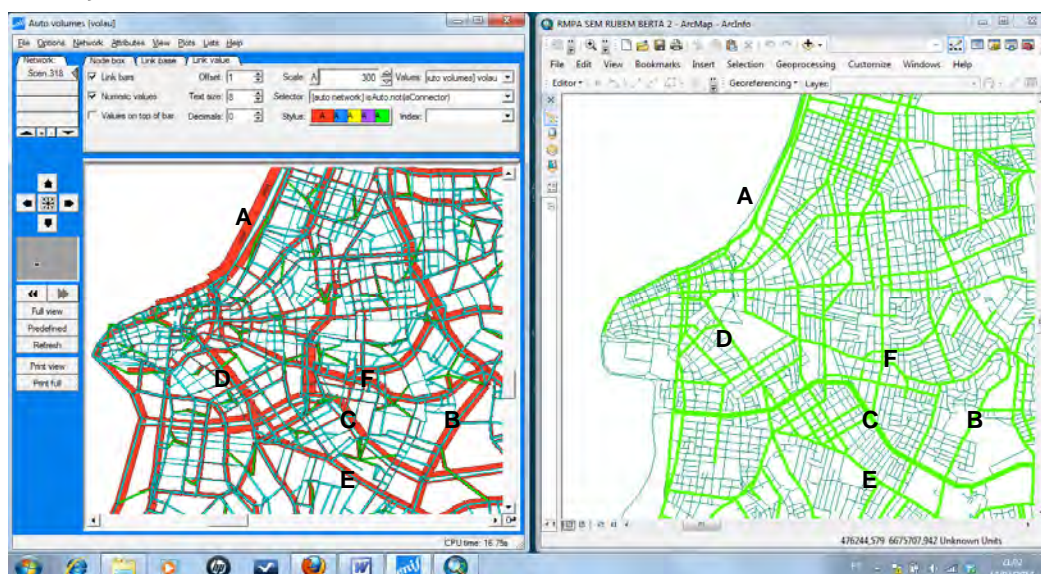 Auto volumes [volau]
File Options Network Attributes View Plots Lists Help
Network
Scen.318
Node box Link base Link value
Link bars Offset: 1 Scale: A 300 Values: volau
Numeric values Text size: 8 Selector: [auto network] isAuto.not(isConnector)
Values on top of bar Decimals: 0 Stylus: A A A A A Index:
Full view
Predefined
Refresh
Print view
Print full
A
D
F
C
B
E
CPU time: 16.75s
RMPA SEM RUBEM BERTA 2 - ArcMap - ArcInfo
File Edit View Bookmarks Insert Selection Geoprocessing Customize Windows Help
Editor Georeferencing Layer:
A
D
F
C
B
E
476244,579 6675707,942 Unknown Units
PT